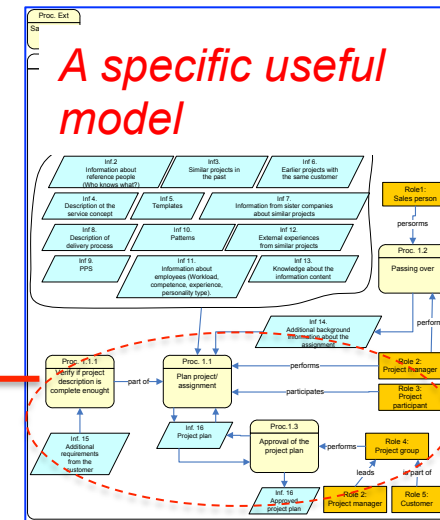 Proc. Ext
Sa
A specific useful
model
Inf.2
Information about
reference people
(Who knows what?)
Inf3.
Similar projects in
the past
Inf 6.
Earlier projects with
the same customer
Inf 4.
Description ot the
service concept
Inf 5.
Templates
Inf 7.
Information from sister companies
about similar projects
Inf 8.
Description of
delivery process
Inf 10.
Patterns
Inf 12.
External experiences
from similar projects
Inf 9.
PPS
Inf 11.
Information about
employees (Workload,
competence, experience,
personality type).
Inf 13.
Knowledge about the
information content
Role1:
Sales person
persorms
Proc. 1.2
Passing over
Inf 14.
Additional background
information about the
assignment
perform
Proc. 1.1.1
Verify if project
description is
complete enought
part of
Proc. 1.1
Plan project/
assignment
performs
Role 2:
Project manager
participates
Role 3:
Project
participant
Inf. 15
Additional
requirements
from the
customer
Inf. 16
Project plan
Proc.1.3
Approval of the
project plan
performs
Role 4:
Project group
leads
is part of
Inf. 16
Approved
project plan
Role 2:
Project manager
Role 5:
Customer